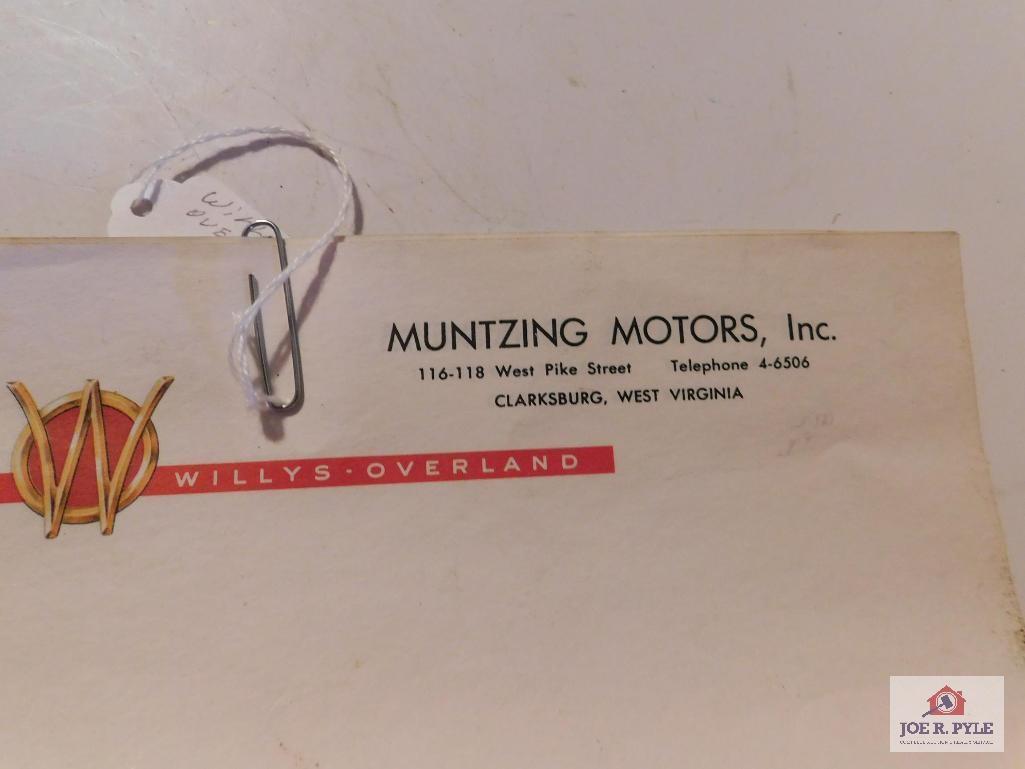 MUNTZING MOTORS, Inc.
116-118 West Pike Street Telephone 4-6506
CLARKSBURG, WEST VIRGINIA
W
WILLYS-OVERLAND
JOE R. PYLE